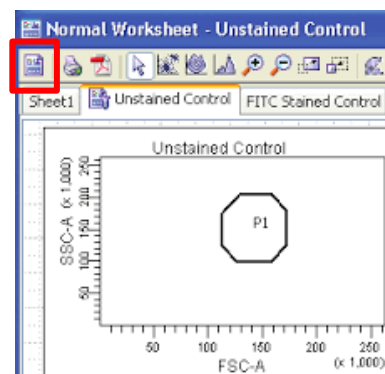 Normal Worksheet - Unstained Control
Sheet1 Unstained Control FITC Stained Control
Unstained Control
SSC-A (x 1,000)
250
200
150
100
50
P1
50 100 150 200 250
FSC-A (x 1,000)